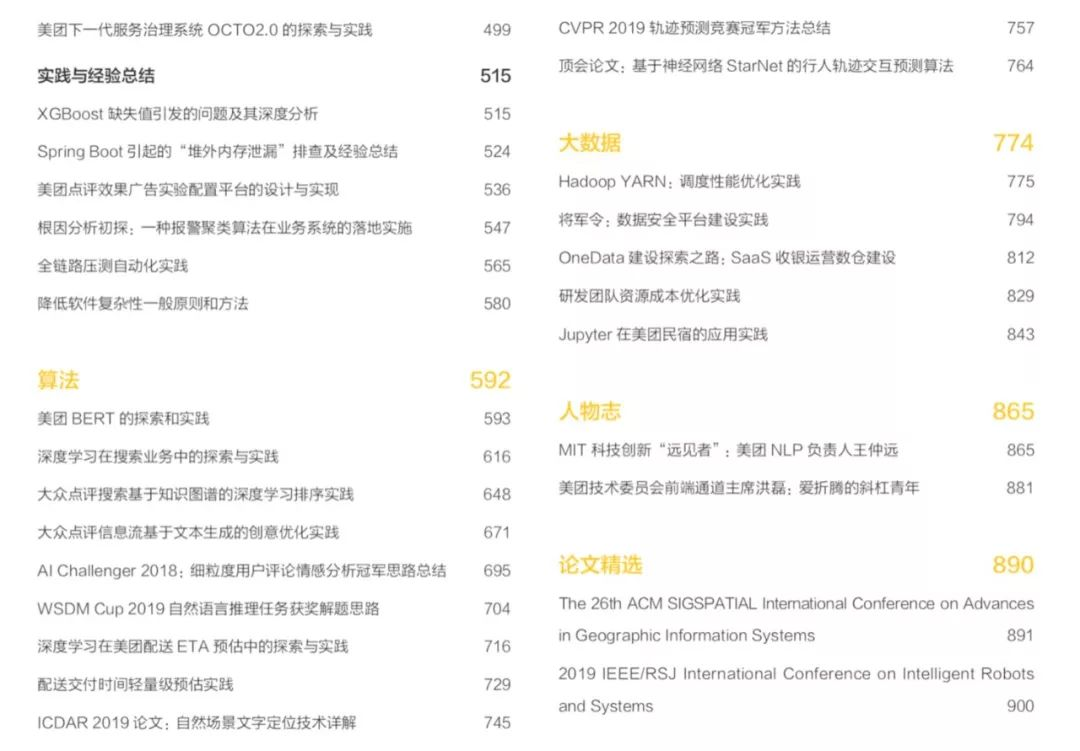 美团下一代服务治理系统 OCTO2.0 的探索与实践 499
实践与经验总结 515
XGBoost 缺失值引发的问题及其深度分析 515
Spring Boot 引起的“堆外内存泄漏”排查及经验总结 524
美团点评效果广告实验配置平台的设计与实现 536
根因分析初探：一种报警聚类算法在业务系统的落地实施 547
全链路压测自动化实践 565
降低软件复杂性一般原则和方法 580
算法 592
美团 BERT 的探索和实践 593
深度学习在搜索业务中的探索与实践 616
大众点评搜索基于知识图谱的深度学习排序实践 648
大众点评信息流基于文本生成的创意优化实践 671
AI Challenger 2018：细粒度用户评论情感分析冠军思路总结 695
WSDM Cup 2019 自然语言推理任务获奖解题思路 704
深度学习在美团配送 ETA 预估中的探索与实践 716
配送交付时间轻量级预估实践 729
ICDAR 2019 论文：自然场景文字定位技术详解 745
CVPR 2019 轨迹预测竞赛冠军方法总结 757
顶会论文：基于神经网络 StarNet 的行人轨迹交互预测算法 764
大数据 774
Hadoop YARN：调度性能优化实践 775
将军令：数据安全平台建设实践 794
OneData 建设探索之路：SaaS 收银运营数仓建设 812
研发团队资源成本优化实践 829
Jupyter 在美团民宿的应用实践 843
人物志 865
MIT 科技创新“远见者”：美团 NLP 负责人王仲远 865
美团技术委员会前端通道主席洪磊：爱折腾的斜杠青年 881
论文精选 890
The 26th ACM SIGSPATIAL International Conference on Advances
in Geographic Information Systems 891
2019 IEEE/RSJ International Conference on Intelligent Robots
and Systems 900